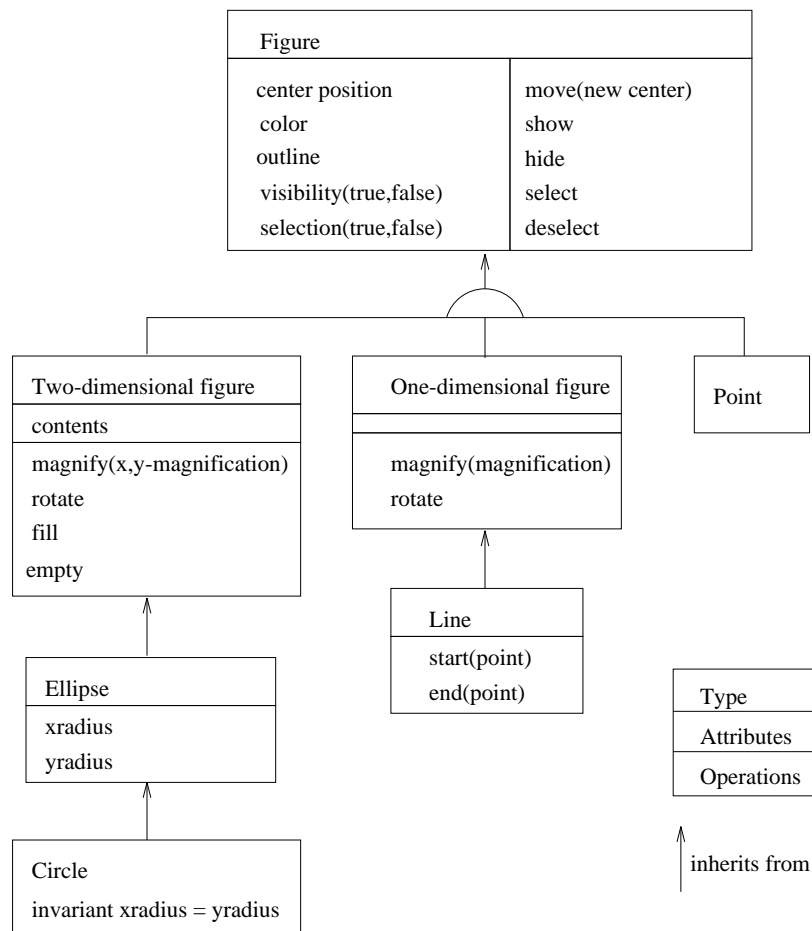 Figure
center position
color
outline
visibility(true,false)
selection(true,false)
move(new center)
show
hide
select
deselect
Two-dimensional figure
contents
magnify(x,y-magnification)
rotate
fill
empty
One-dimensional figure
magnify(magnification)
rotate
Point
Line
start(point)
end(point)
Ellipse
xradius
yradius
Circle
invariant xradius = yradius
Type
Attributes
Operations
inherits from